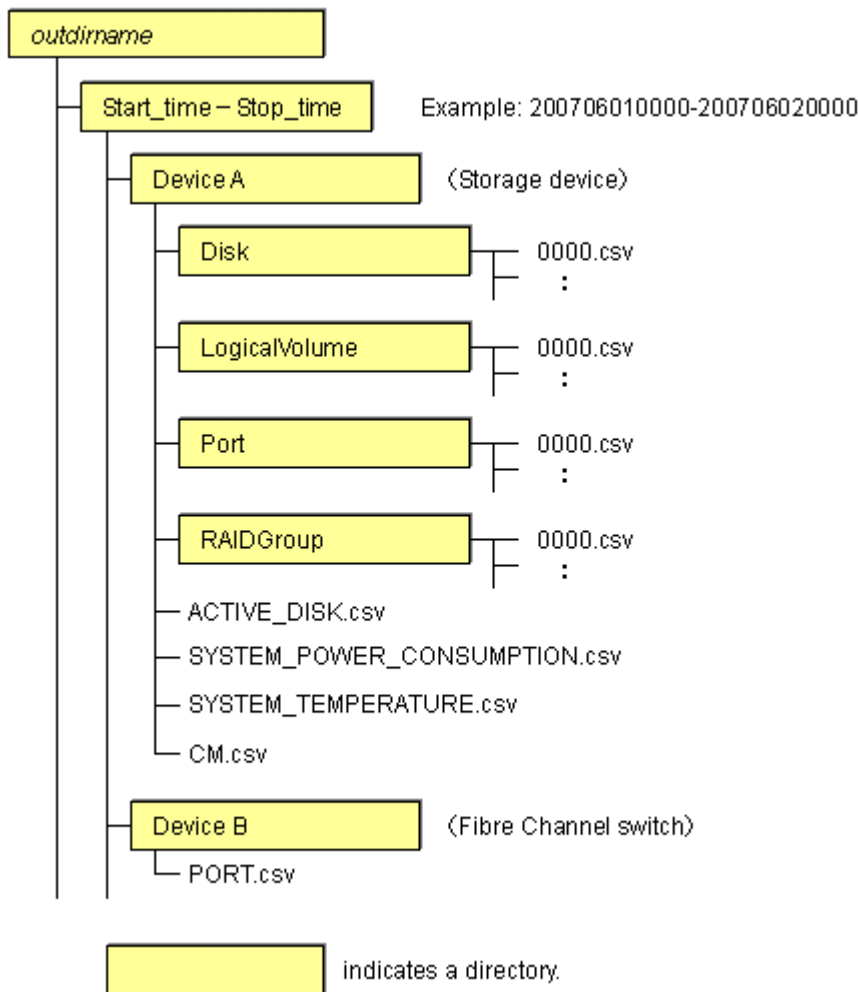 outdirname
Start_time－Stop_time Example: 200706010000-200706020000
Device A （Storage device）
Disk 0000.csv
:
LogicalVolume 0000.csv
:
Port 0000.csv
:
RAIDGroup 0000.csv
:
ACTIVE_DISK.csv
SYSTEM_POWER_CONSUMPTION.csv
SYSTEM_TEMPERATURE.csv
CM.csv
Device B （Fibre Channel switch）
PORT.csv
indicates a directory.